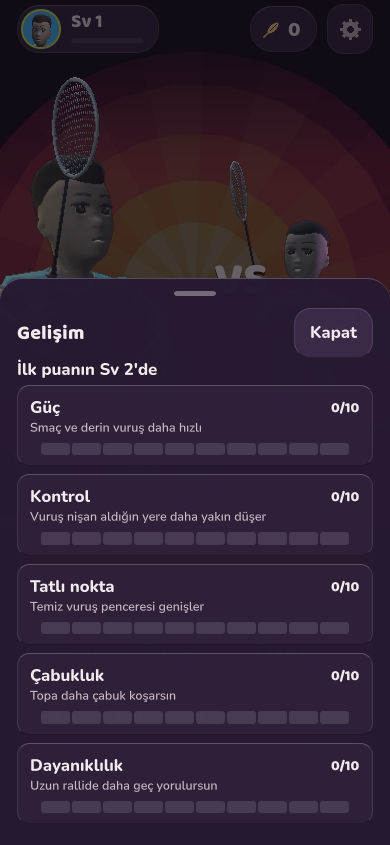 Sv 1
0
VS
Gelişim
Kapat
İlk puanın Sv 2'de
Güç
0/10
Smaç ve derin vuruş daha hızlı
Kontrol
0/10
Vuruş nişan aldığın yere daha yakın düşer
Tatlı nokta
0/10
Temiz vuruş penceresi genişler
Çabukluk
0/10
Topa daha çabuk koşarsın
Dayanıklılık
0/10
Uzun rallide daha geç yorulursun